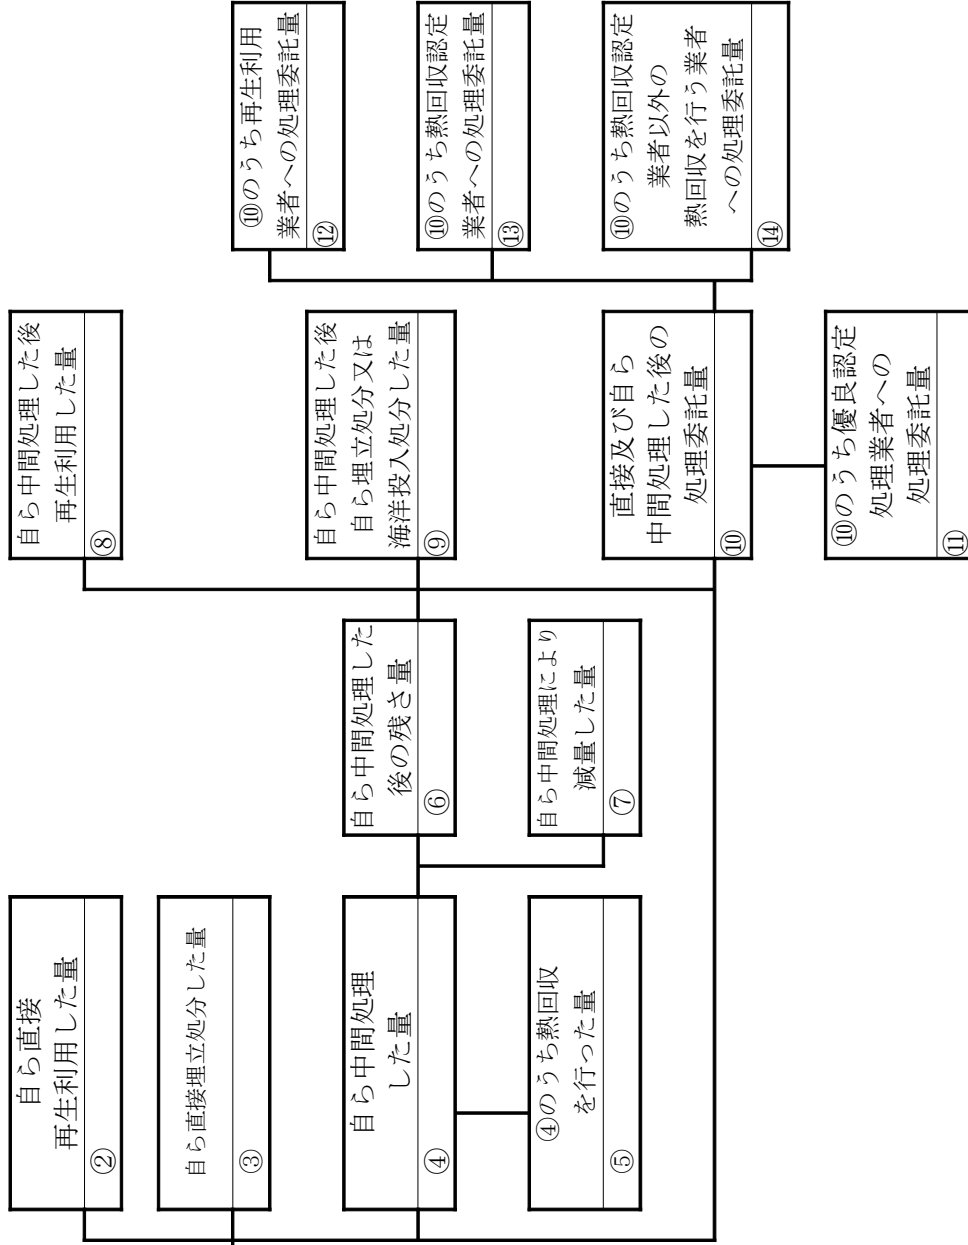 自ら直接
再生利用した量
②
自ら直接埋立処分した量
③
自ら中間処理
した量
④
④のうち熱回収
を行った量
⑤
自ら中間処理した
後の残さ量
⑥
自ら中間処理により
減量した量
⑦
自ら中間処理した後
再生利用した量
⑧
自ら中間処理した後
自ら埋立処分又は
海洋投入処分した量
⑨
直接及び自ら
中間処理した後の
処理委託量
⑩
⑩のうち優良認定
処理業者への
処理委託量
⑪
⑩のうち再生利用
業者への処理委託量
⑫
⑩のうち熱回収認定
業者への処理委託量
⑬
⑩のうち熱回収認定
業者以外の
熱回収を行う業者
への処理委託量
⑭